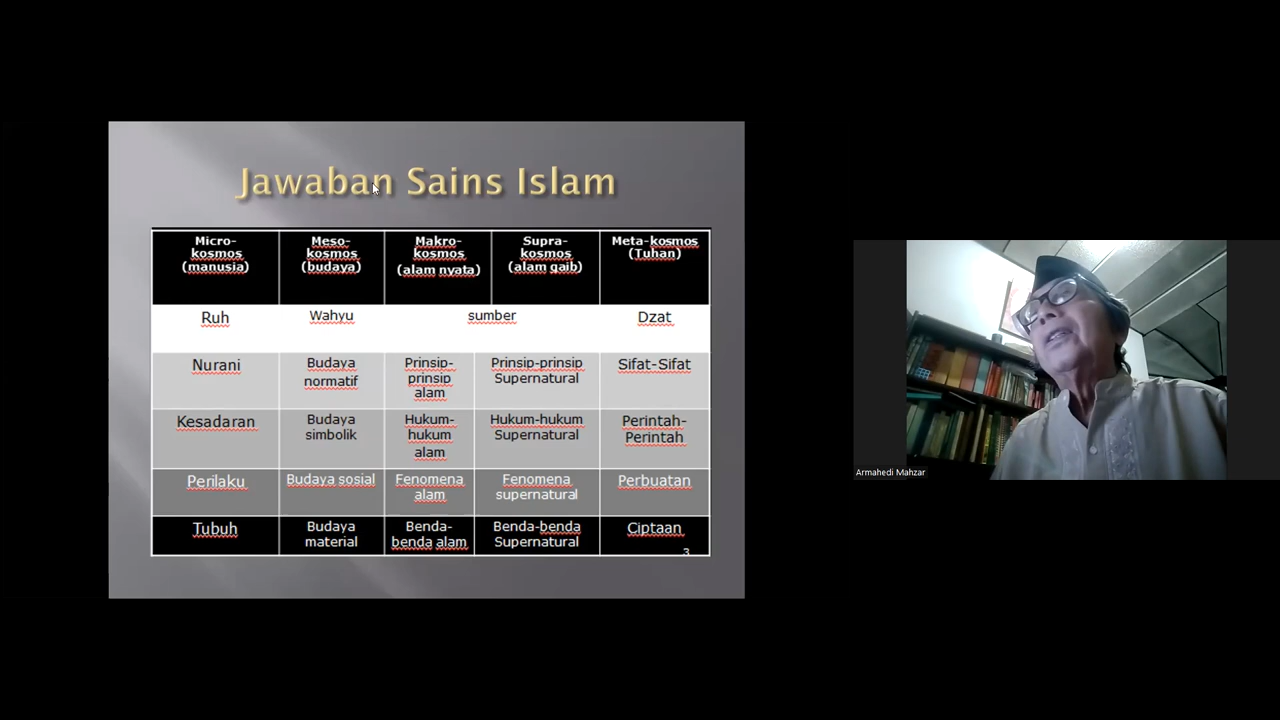 Jawaban Sains Islam
Micro-
kosmos
(manusia)
Meso-
kosmos
(budaya)
Makro-
kosmos
(alam nyata)
Supra-
kosmos
(alam gaib)
Meta-kosmos
(Tuhan)
Ruh
Wahyu
sumber
Dzat
Nurani
Budaya
normatif
Prinsip-
prinsip
alam
Prinsip-prinsip
Supernatural
Sifat-Sifat
Kesadaran
Budaya
simbolik
Hukum-
hukum
alam
Hukum-hukum
Supernatural
Perintah-
Perintah
Perilaku
Budaya sosial
Fenomena
alam
Fenomena
supernatural
Perbuatan
Tubuh
Budaya
material
Benda-
benda alam
Benda-benda
Supernatural
Ciptaan
3
Armahedi Mahzar